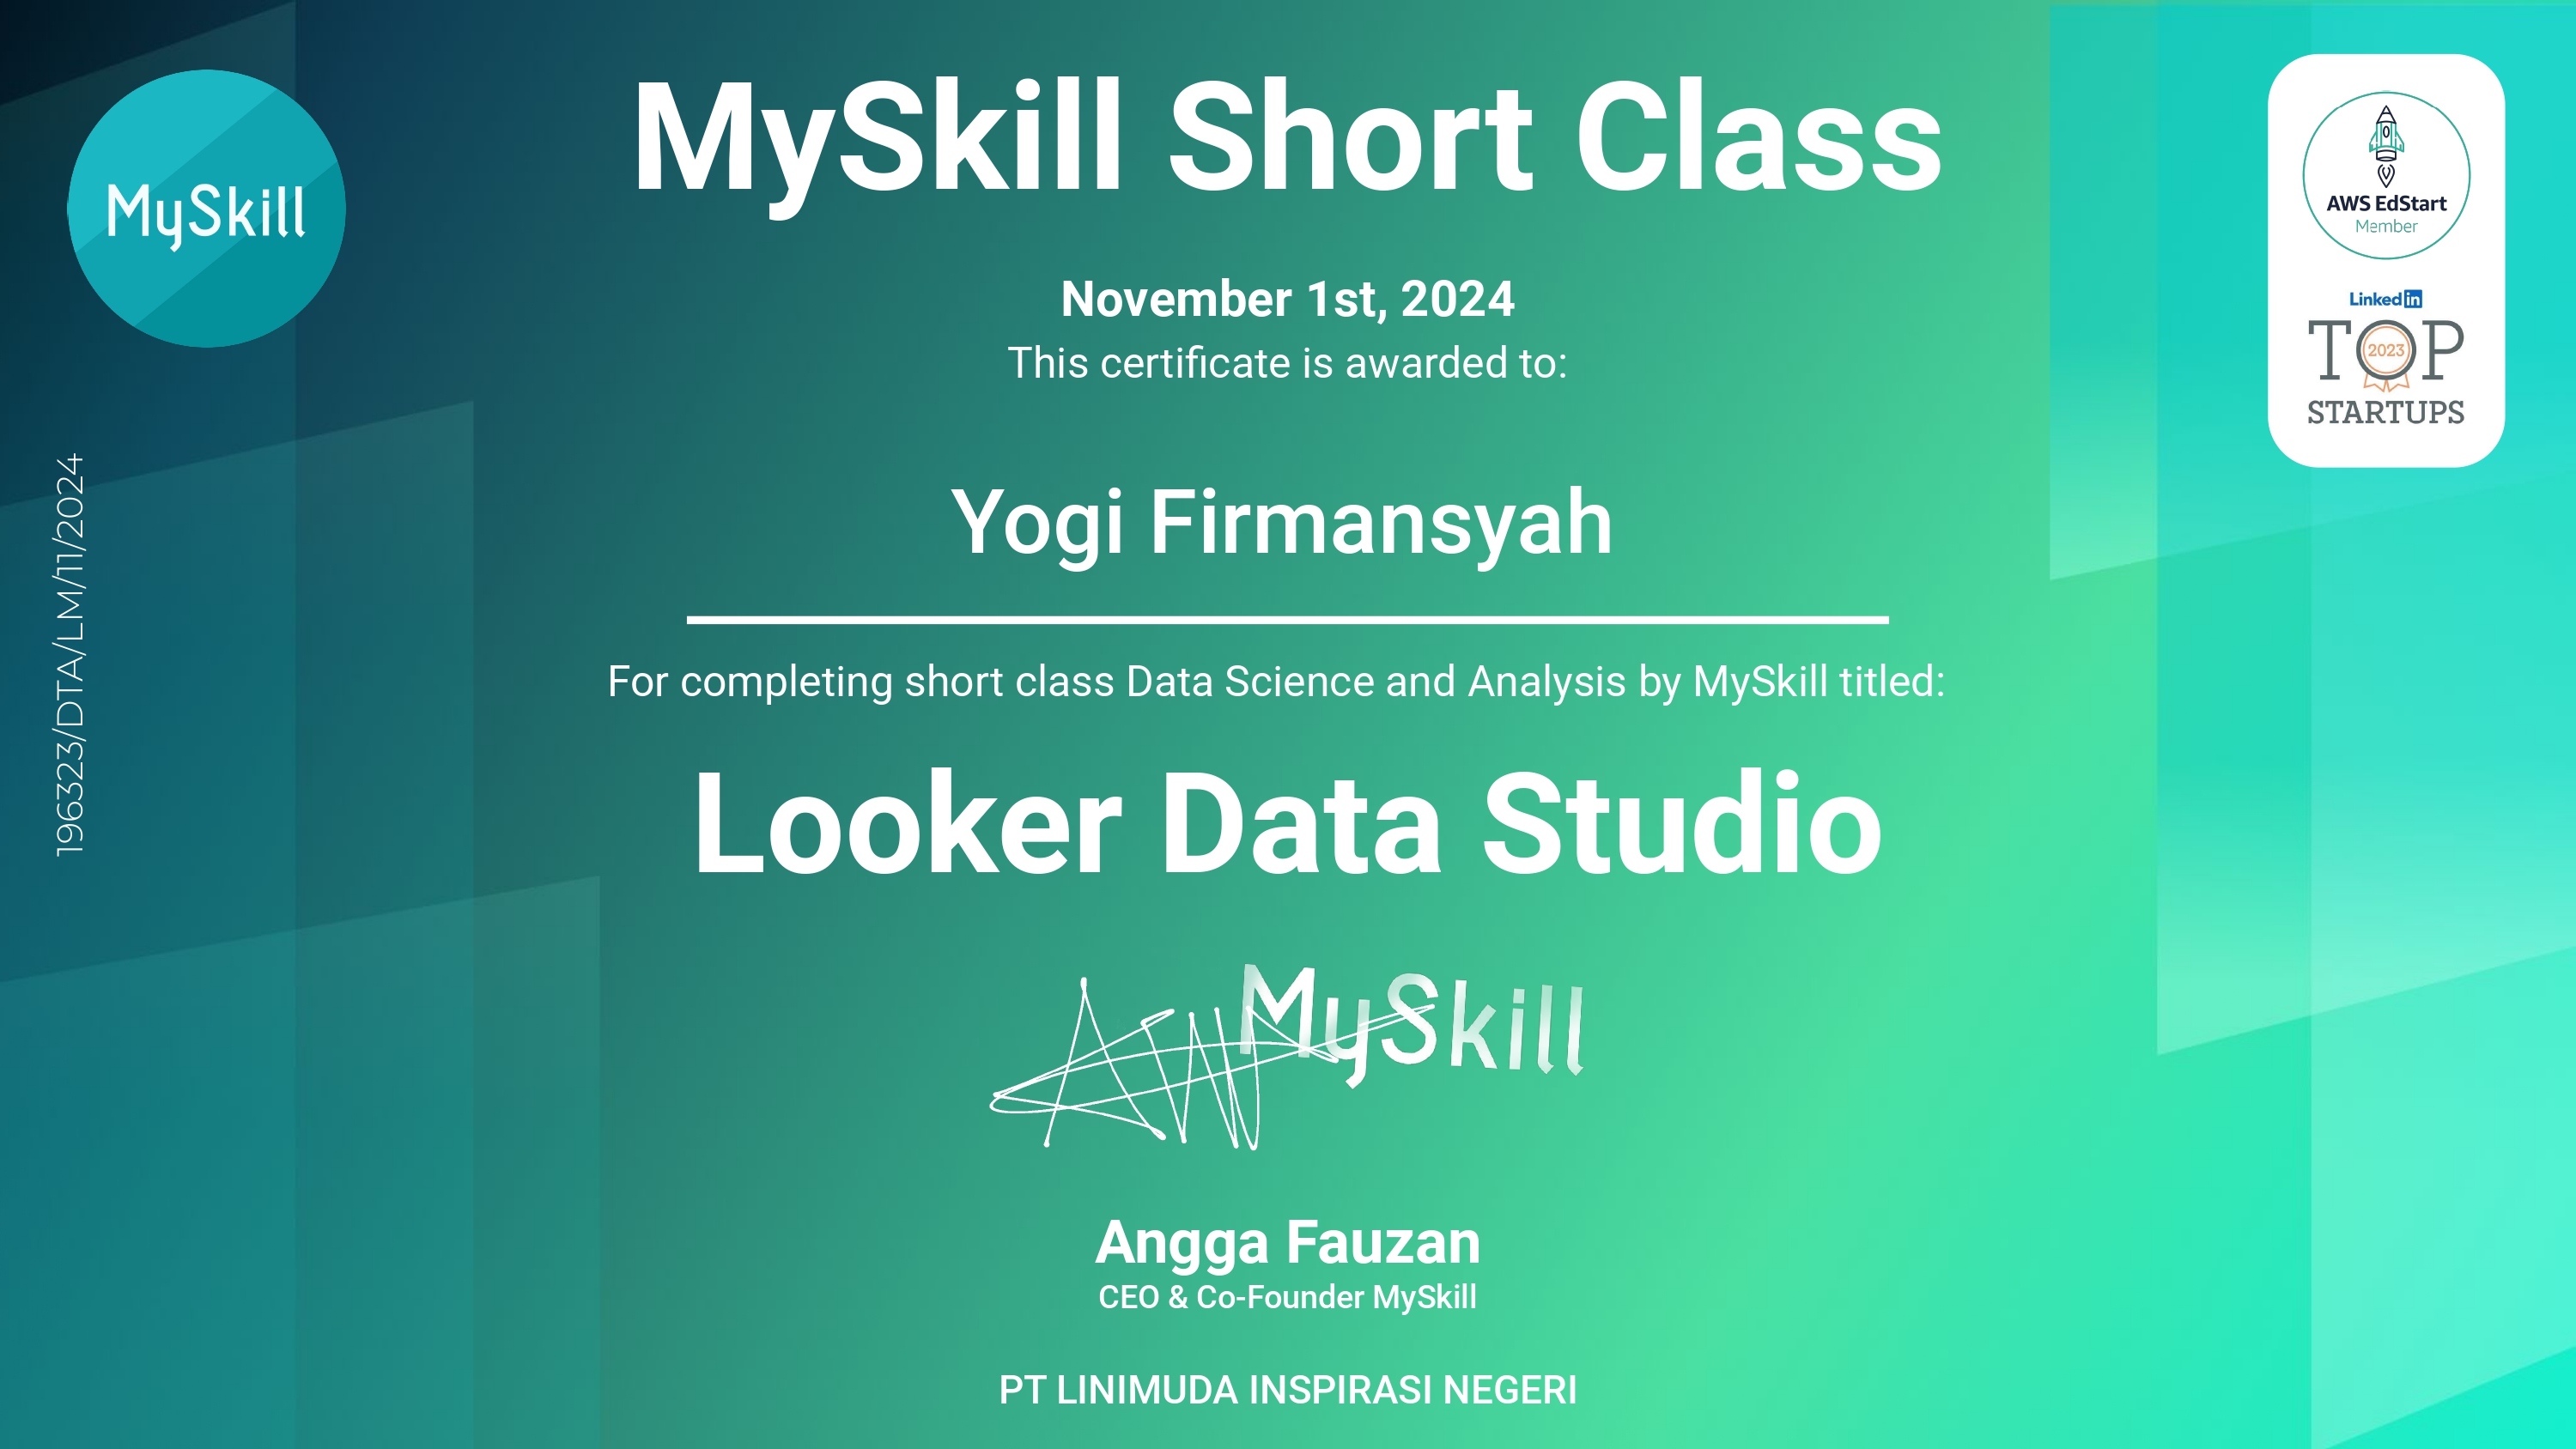 MySkill Short Class
MySkill
AWS EdStart
Member
Linked in
TOP
2023
STARTUPS
November 1st, 2024
This certificate is awarded to:
Yogi Firmansyah
196323/DTA/LM/11/2024
For completing short class Data Science and Analysis by MySkill titled:
Looker Data Studio
MySkill
Angga Fauzan
CEO & Co-Founder MySkill
PT LINIMUDA INSPIRASI NEGERI